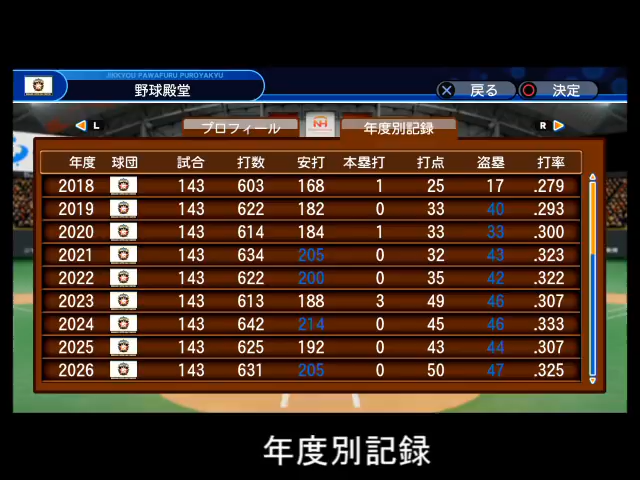 JIKKYOU PAWAFURU PUROYAKYU
野球殿堂
戻る 決定
L プロフィール NH 年度別記録 R
年度 球団 試合 打数 安打 本塁打 打点 盗塁 打率
2018 143 603 168 1 25 17 .279
2019 143 622 182 0 33 40 .293
2020 143 614 184 1 33 33 .300
2021 143 634 205 0 32 43 .323
2022 143 622 200 0 35 42 .322
2023 143 613 188 3 49 46 .307
2024 143 642 214 0 45 46 .333
2025 143 625 192 0 43 44 .307
2026 143 631 205 0 50 47 .325
年度別記録